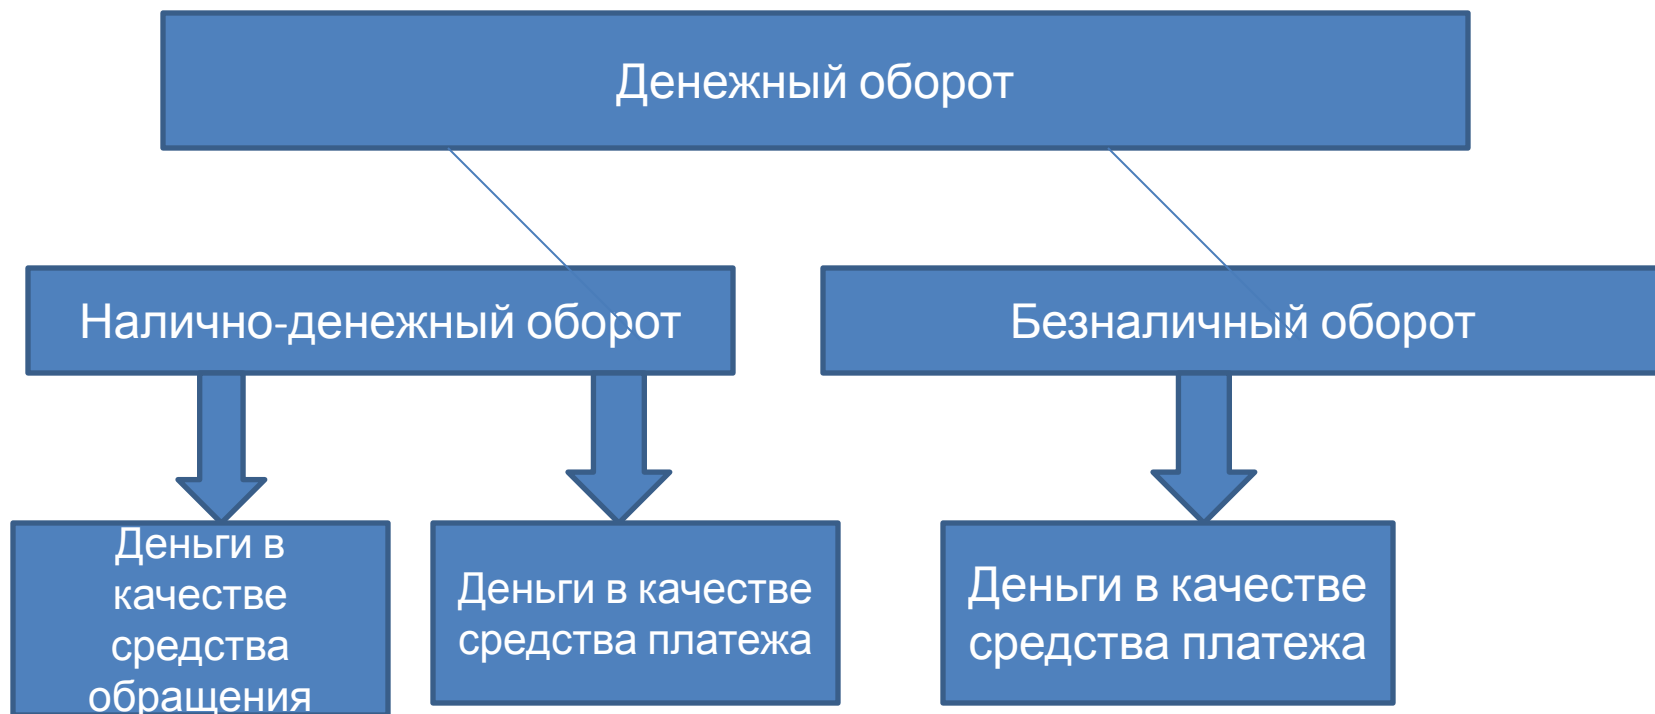 Денежный оборот
Налично-денежный оборот
Безналичный оборот
Деньги в
качестве
средства
обращения
Деньги в качестве
средства платежа
Деньги в качестве
средства платежа